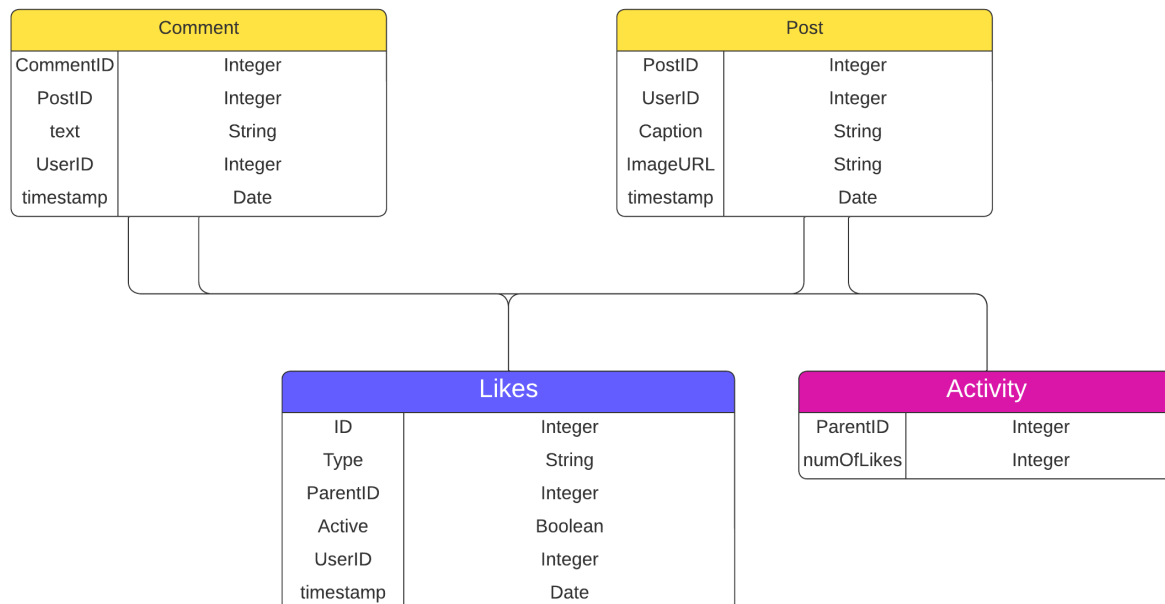 Comment
CommentID Integer
PostID Integer
text String
UserID Integer
timestamp Date
Post
PostID Integer
UserID Integer
Caption String
ImageURL String
timestamp Date
Likes
ID Integer
Type String
ParentID Integer
Active Boolean
UserID Integer
timestamp Date
Activity
ParentID Integer
numOfLikes Integer